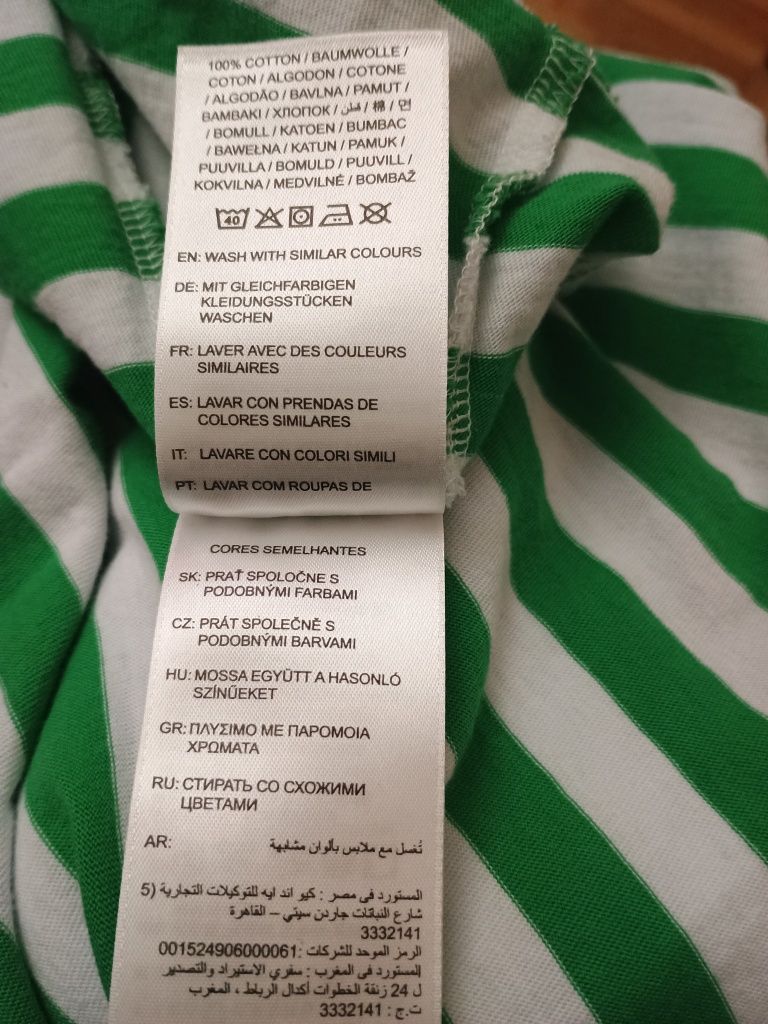 100% COTTON / BAUMWOLLE /
COTON / ALGODON / COTONE
/ ALGODÃO / BAVLNA / PAMUT /
BAMBAKI / ХЛОПОК / قطن / 棉 / 면
/ BOMULL / KATOEN / BUMBAC
/ BAWEŁNA / KATUN / PAMUK /
PUUVILLA / BOMULD / PUUVILL /
KOKVILNA / MEDVILNĖ / BOMBAŽ
40
EN: WASH WITH SIMILAR COLOURS
DE: MIT GLEICHFARBIGEN
KLEIDUNGSSTÜCKEN
WASCHEN
FR: LAVER AVEC DES COULEURS
SIMILAIRES
ES: LAVAR CON PRENDAS DE
COLORES SIMILARES
IT: LAVARE CON COLORI SIMILI
PT: LAVAR COM ROUPAS DE
CORES SEMELHANTES
SK: PRAŤ SPOLOČNE S
PODOBNÝMI FARBAMI
CZ: PRÁT SPOLEČNĚ S
PODOBNÝMI BARVAMI
HU: MOSSA EGYÜTT A HASONLÓ
SZÍNŰEKET
GR: ΠΛΥΣΙΜΟ ΜΕ ΠΑΡΟΜΟΙΑ
ΧΡΩΜΑΤΑ
RU: СТИРАТЬ СО СХОЖИМИ
ЦВЕТАМИ
AR: تُغسل مع ملابس بألوان مشابهة
المستورد فى مصر : كيو اند ايه للتوكيلات التجارية (5
شارع النباتات جاردن سيتي – القاهرة
3332141
الرمز الموحد للشركات :001524906000061
المستورد فى المغرب : سفري الاستيراد والتصدير
ل 24 زنقة الخطوات أكدال الرباط ، المغرب
ت.ج : 3332141